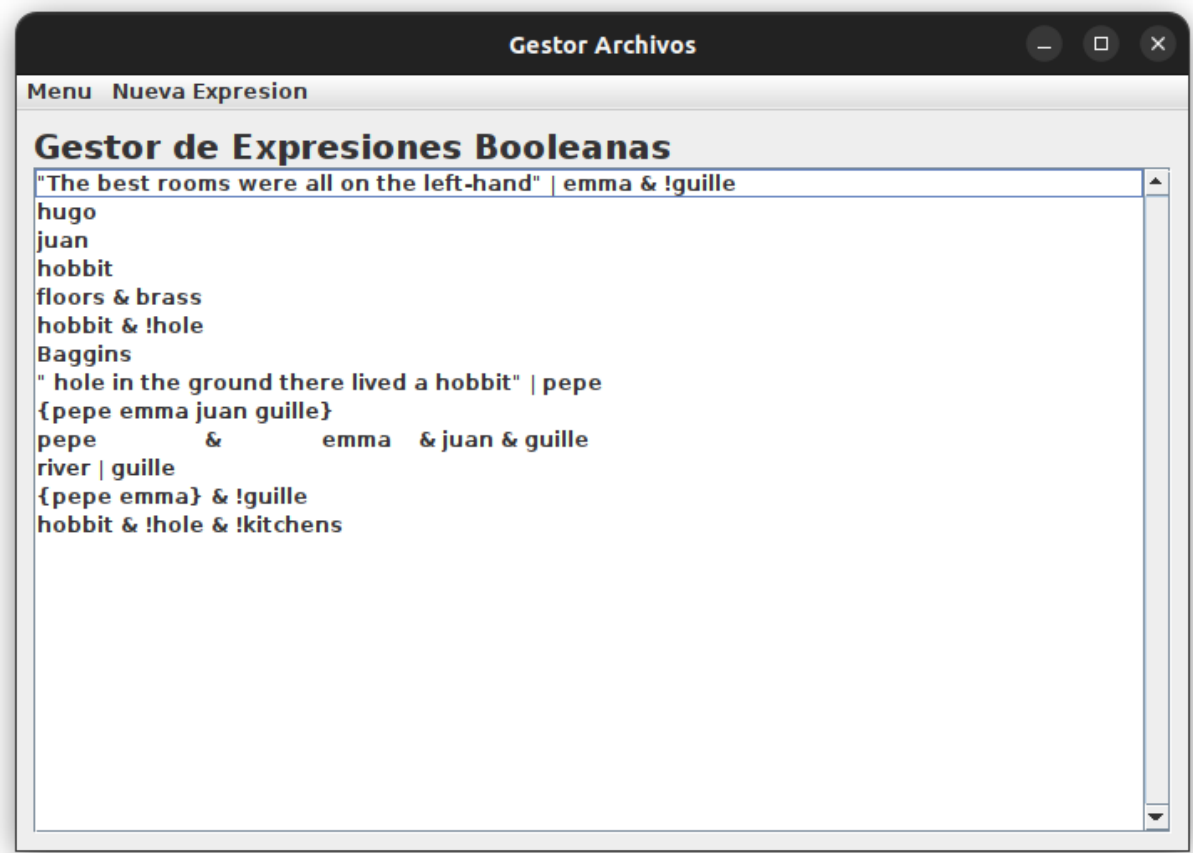 Gestor Archivos
Menu Nueva Expresion
Gestor de Expresiones Booleanas
"The best rooms were all on the left-hand" | emma & !guille
hugo
juan
hobbit
floors & brass
hobbit & !hole
Baggins
" hole in the ground there lived a hobbit" | pepe
{pepe emma juan guille}
pepe                &               emma    & juan & guille
river | guille
{pepe emma} & !guille
hobbit & !hole & !kitchens